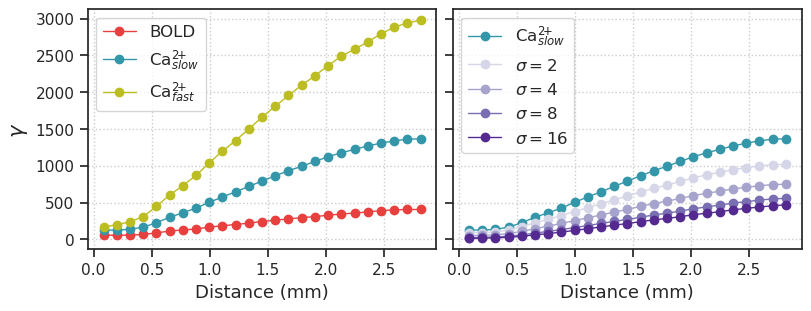 3000
2500
2000
1500
1000
500
0
γ
BOLD
Ca²⁺slow
Ca²⁺fast
0.0 0.5 1.0 1.5 2.0 2.5
Distance (mm)
Ca²⁺slow
σ = 2
σ = 4
σ = 8
σ = 16
0.0 0.5 1.0 1.5 2.0 2.5
Distance (mm)